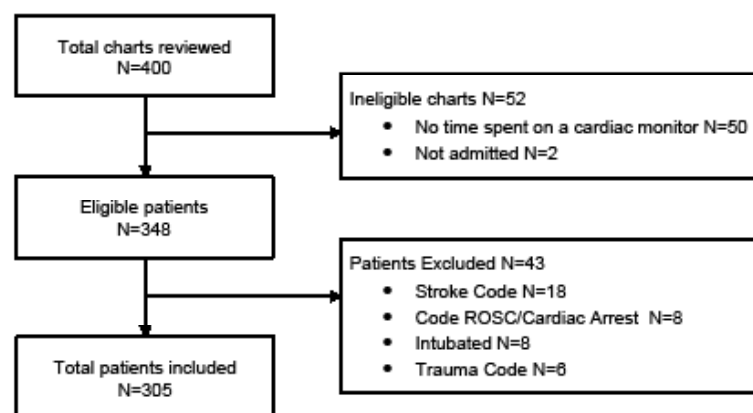 Total charts reviewed
N=400
Ineligible charts N=52
• No time spent on a cardiac monitor N=50
• Not admitted N=2
Eligible patients
N=348
Patients Excluded N=43
• Stroke Code N=18
• Code ROSC/Cardiac Arrest N=8
• Intubated N=8
• Trauma Code N=6
Total patients included
N=305